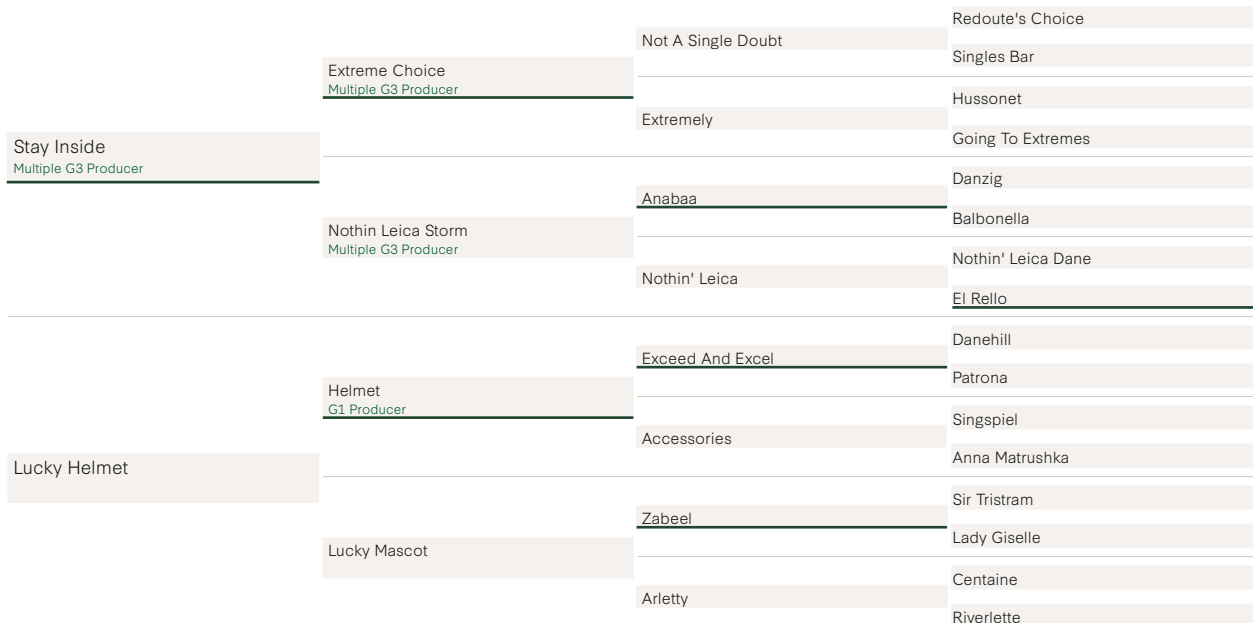 Stay Inside
Multiple G3 Producer
Lucky Helmet
Extreme Choice
Multiple G3 Producer
Nothin Leica Storm
Multiple G3 Producer
Helmet
G1 Producer
Lucky Mascot
Not A Single Doubt
Extremely
Anabaa
Nothin' Leica
Exceed And Excel
Accessories
Zabeel
Arletty
Redoute's Choice
Singles Bar
Hussonet
Going To Extremes
Danzig
Balbonella
Nothin' Leica Dane
El Rello
Danehill
Patrona
Singspiel
Anna Matrushka
Sir Tristram
Lady Giselle
Centaine
Riverlette